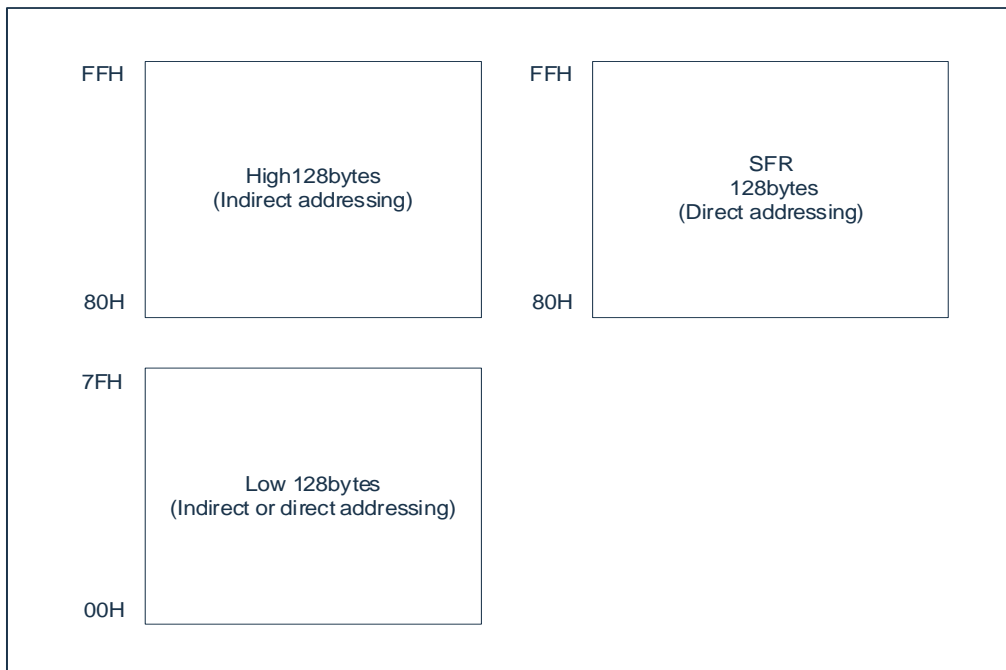 FFH
High128bytes
(Indirect addressing)
80H
FFH
SFR
128bytes
(Direct addressing)
80H
7FH
Low 128bytes
(Indirect or direct addressing)
00H